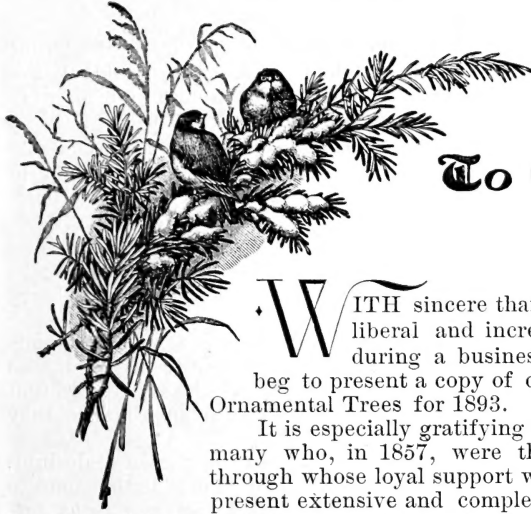 To
WITH sincere that
liberal and incre
during a busines
beg to present a copy of
Ornamental Trees for 1893.
It is especially gratifying
many who, in 1857, were th
through whose loyal support w
present extensive and comple